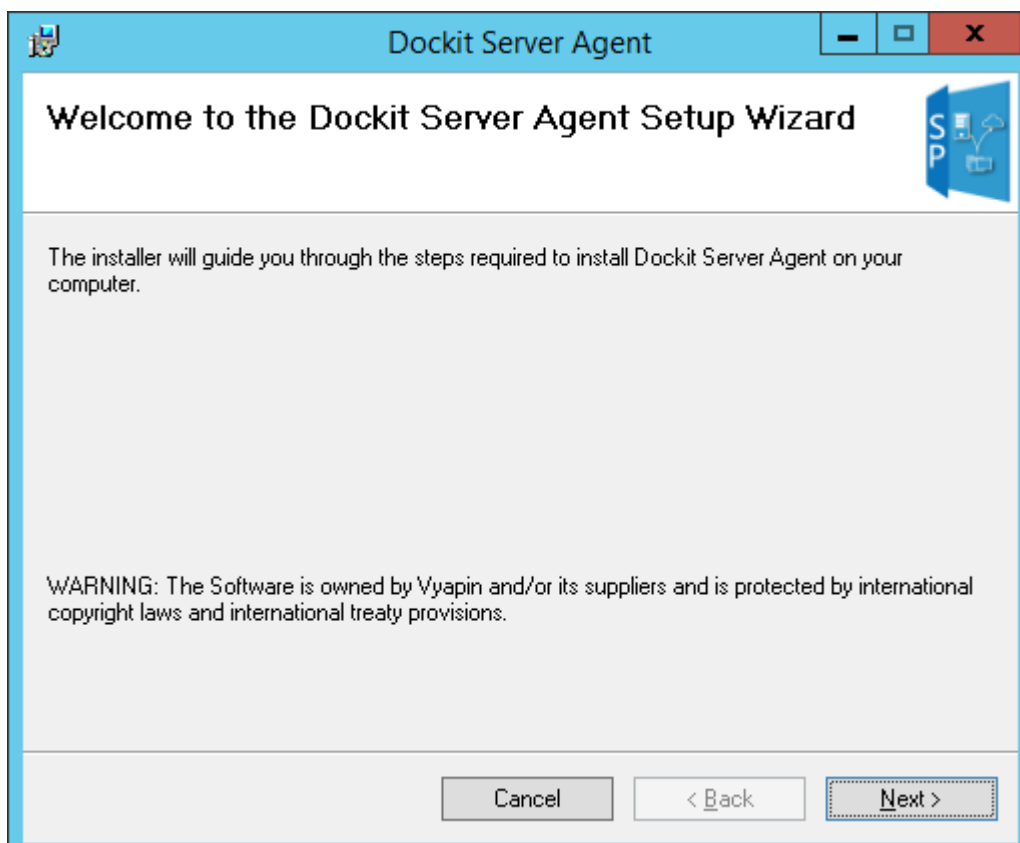 Dockit Server Agent
Welcome to the Dockit Server Agent Setup Wizard
S
P
The installer will guide you through the steps required to install Dockit Server Agent on your
computer.
WARNING: The Software is owned by Vyapin and/or its suppliers and is protected by international
copyright laws and international treaty provisions.
Cancel < Back Next >